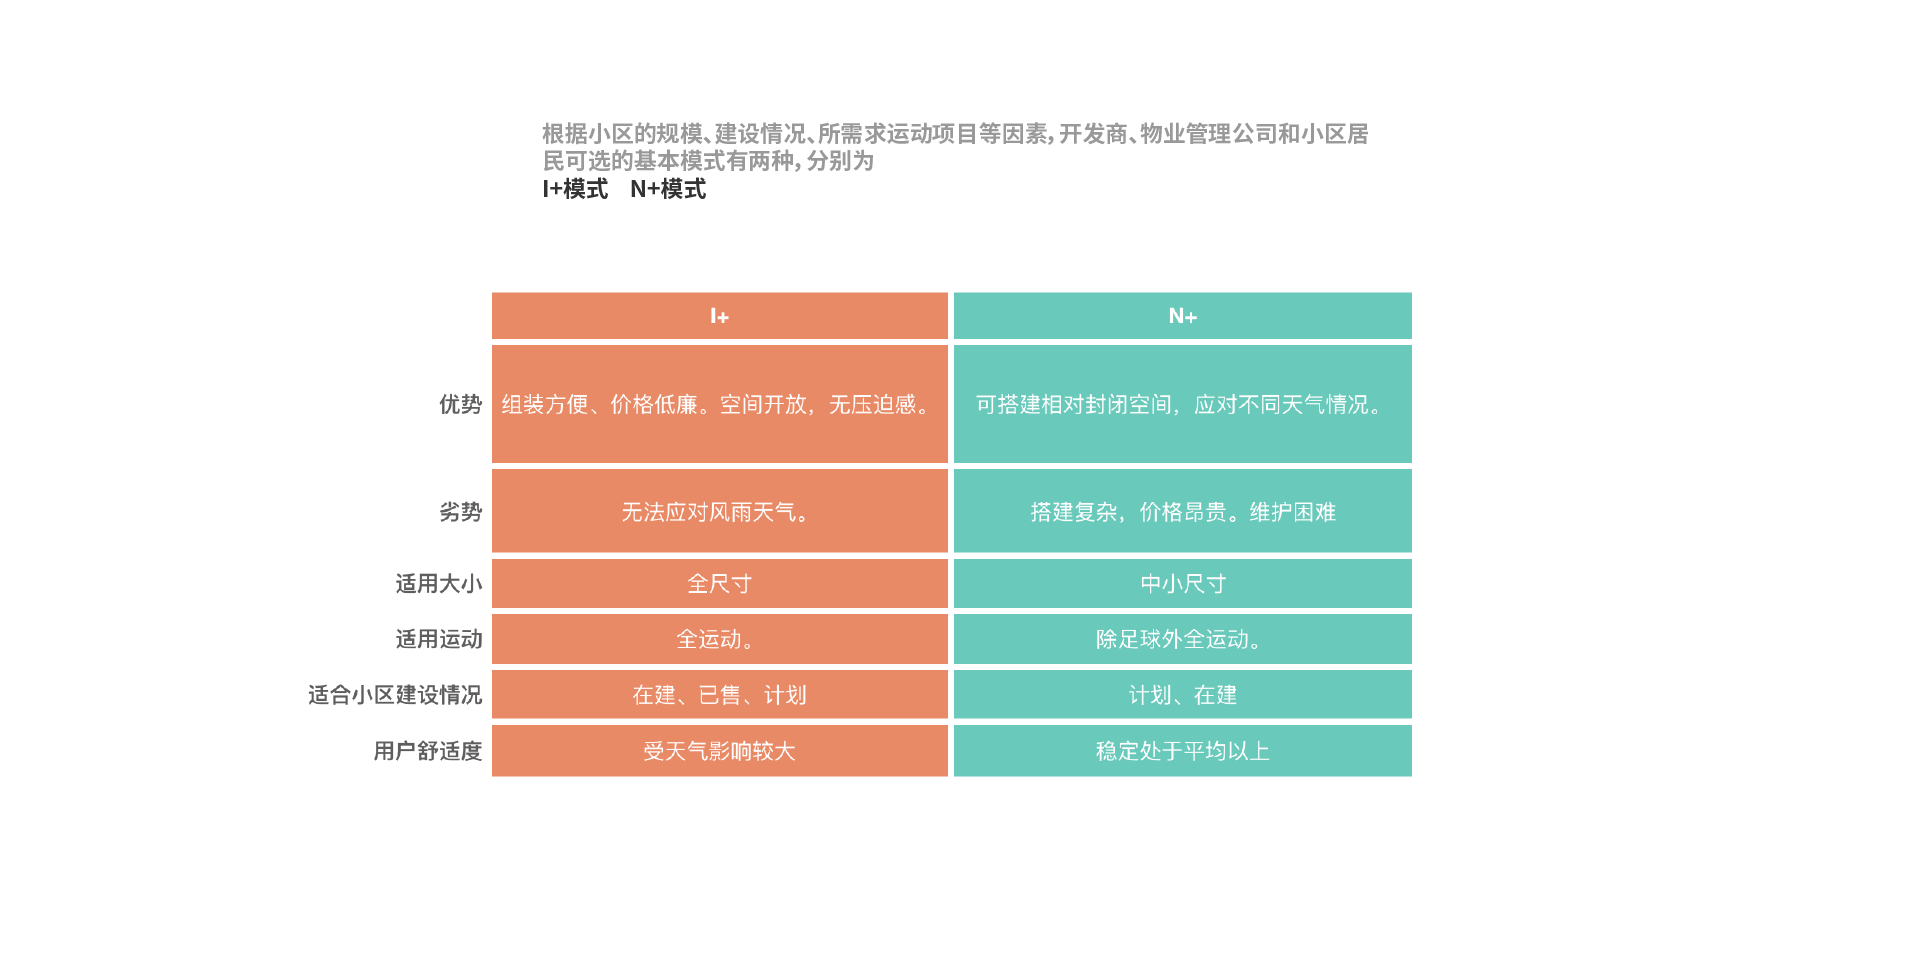 根据小区的规模、建设情况、所需求运动项目等因素，开发商、物业管理公司和小区居
民可选的基本模式有两种，分别为
I+模式 N+模式
I+ N+
优势 组装方便、价格低廉。空间开放，无压迫感。 可搭建相对封闭空间，应对不同天气情况。
劣势 无法应对风雨天气。 搭建复杂，价格昂贵。维护困难
适用大小 全尺寸 中小尺寸
适用运动 全运动。 除足球外全运动。
适合小区建设情况 在建、已售、计划 计划、在建
用户舒适度 受天气影响较大 稳定处于平均以上